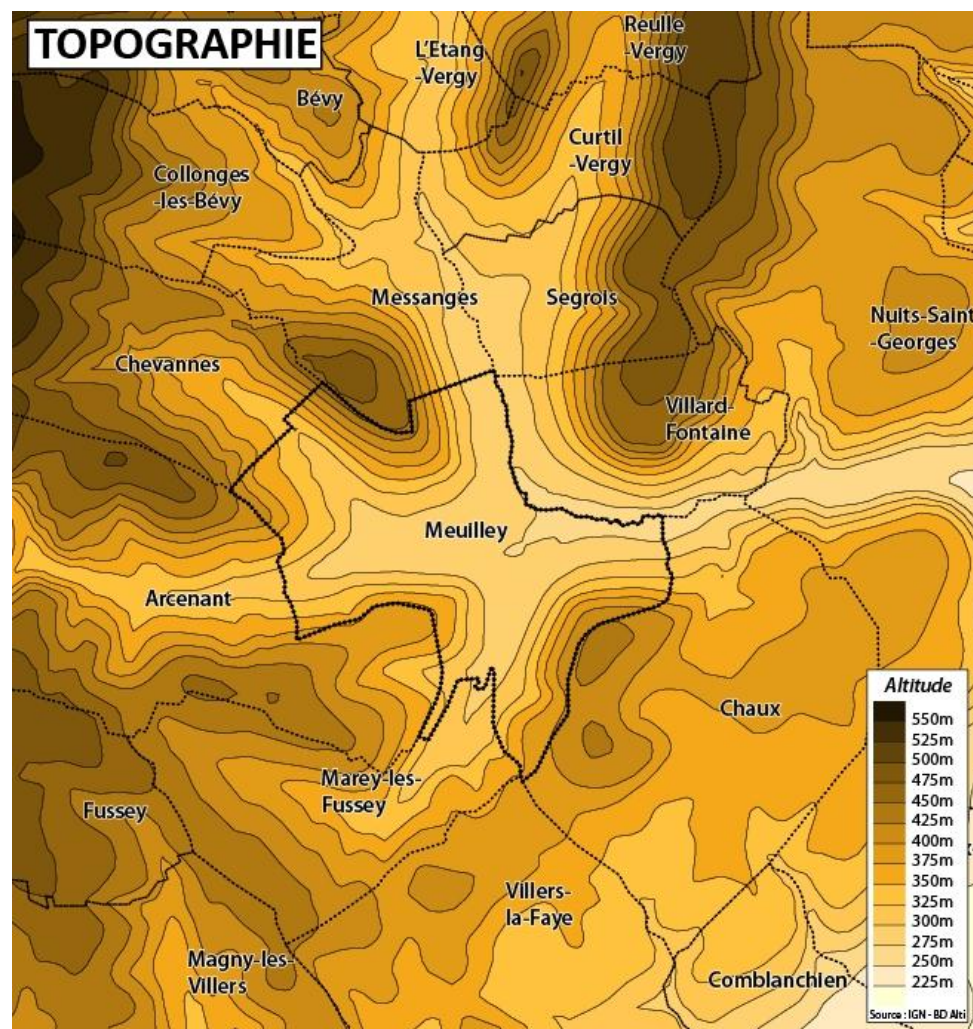 TOPOGRAPHIE
L'Etang
-Vergy
Reulle
-Vergy
Bévy
Curtil
-Vergy
Collonges
-les-Bévy
Messanges
Segrois
Nuits-Saint
-Georges
Chevannes
Villard-
Fontaine
Meuilley
Arcenant
Chaux
Marey-les-
Fussey
Fussey
Villers-
la-Faye
Magny-les-
Villers
Comblanchien
Altitude
550m
525m
500m
475m
450m
425m
400m
375m
350m
325m
300m
275m
250m
225m
Source : IGN - BD Alti